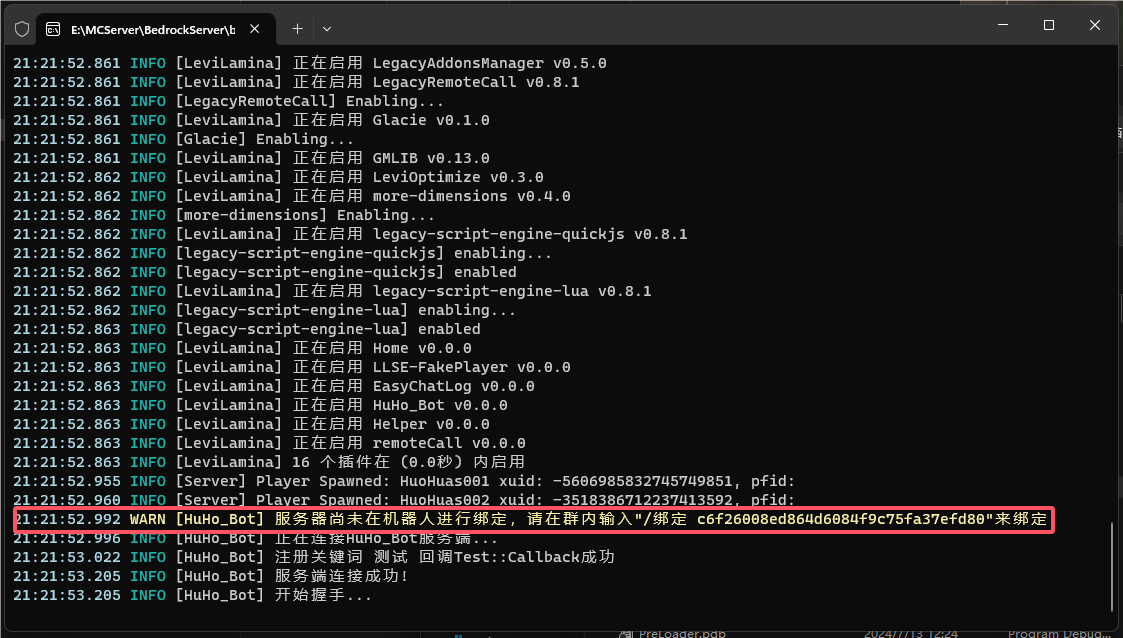 E:\MCServer\BedrockServer\b
21:21:52.861 INFO [LeviLamina] 正在启用 LegacyAddonsManager v0.5.0
21:21:52.861 INFO [LeviLamina] 正在启用 LegacyRemoteCall v0.8.1
21:21:52.861 INFO [LegacyRemoteCall] Enabling...
21:21:52.861 INFO [LeviLamina] 正在启用 Glacie v0.1.0
21:21:52.861 INFO [Glacie] Enabling...
21:21:52.861 INFO [LeviLamina] 正在启用 GMLIB v0.13.0
21:21:52.862 INFO [LeviLamina] 正在启用 LeviOptimize v0.3.0
21:21:52.862 INFO [LeviLamina] 正在启用 more-dimensions v0.4.0
21:21:52.862 INFO [more-dimensions] Enabling...
21:21:52.862 INFO [LeviLamina] 正在启用 legacy-script-engine-quickjs v0.8.1
21:21:52.862 INFO [legacy-script-engine-quickjs] enabling...
21:21:52.862 INFO [legacy-script-engine-quickjs] enabled
21:21:52.862 INFO [LeviLamina] 正在启用 legacy-script-engine-lua v0.8.1
21:21:52.862 INFO [legacy-script-engine-lua] enabling...
21:21:52.863 INFO [legacy-script-engine-lua] enabled
21:21:52.863 INFO [LeviLamina] 正在启用 Home v0.0.0
21:21:52.863 INFO [LeviLamina] 正在启用 LLSE-FakePlayer v0.0.0
21:21:52.863 INFO [LeviLamina] 正在启用 EasyChatLog v0.0.0
21:21:52.863 INFO [LeviLamina] 正在启用 HuHo_Bot v0.0.0
21:21:52.863 INFO [LeviLamina] 正在启用 Helper v0.0.0
21:21:52.863 INFO [LeviLamina] 正在启用 remoteCall v0.0.0
21:21:52.863 INFO [LeviLamina] 16 个插件在 (0.0秒) 内启用
21:21:52.955 INFO [Server] Player Spawned: HuoHuas001 xuid: -5606985832745749851, pfid:
21:21:52.960 INFO [Server] Player Spawned: HuoHuas002 xuid: -3518386712237413592, pfid:
21:21:52.992 WARN [HuHo_Bot] 服务器尚未在机器人进行绑定，请在群内输入"/绑定 c6f26008ed864d6084f9c75fa37efd80"来绑定
21:21:52.996 INFO [HuHo_Bot] 正在连接HuHo_Bot服务端...
21:21:53.022 INFO [HuHo_Bot] 注册关键词 测试 回调Test::Callback成功
21:21:53.205 INFO [HuHo_Bot] 服务端连接成功!
21:21:53.205 INFO [HuHo_Bot] 开始握手...
PreLoader.pdb 2024/7/13 12:24 Program Debug...